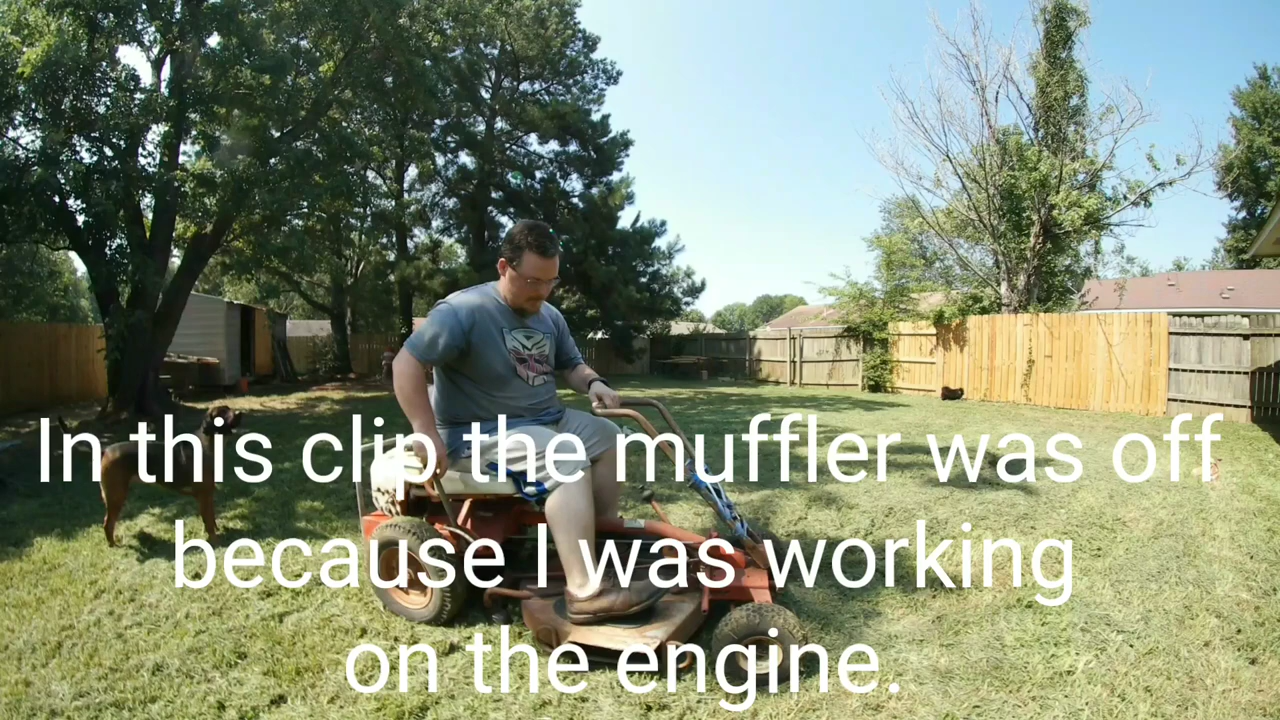 In this clip the muffler was off
because I was working
on the engine.